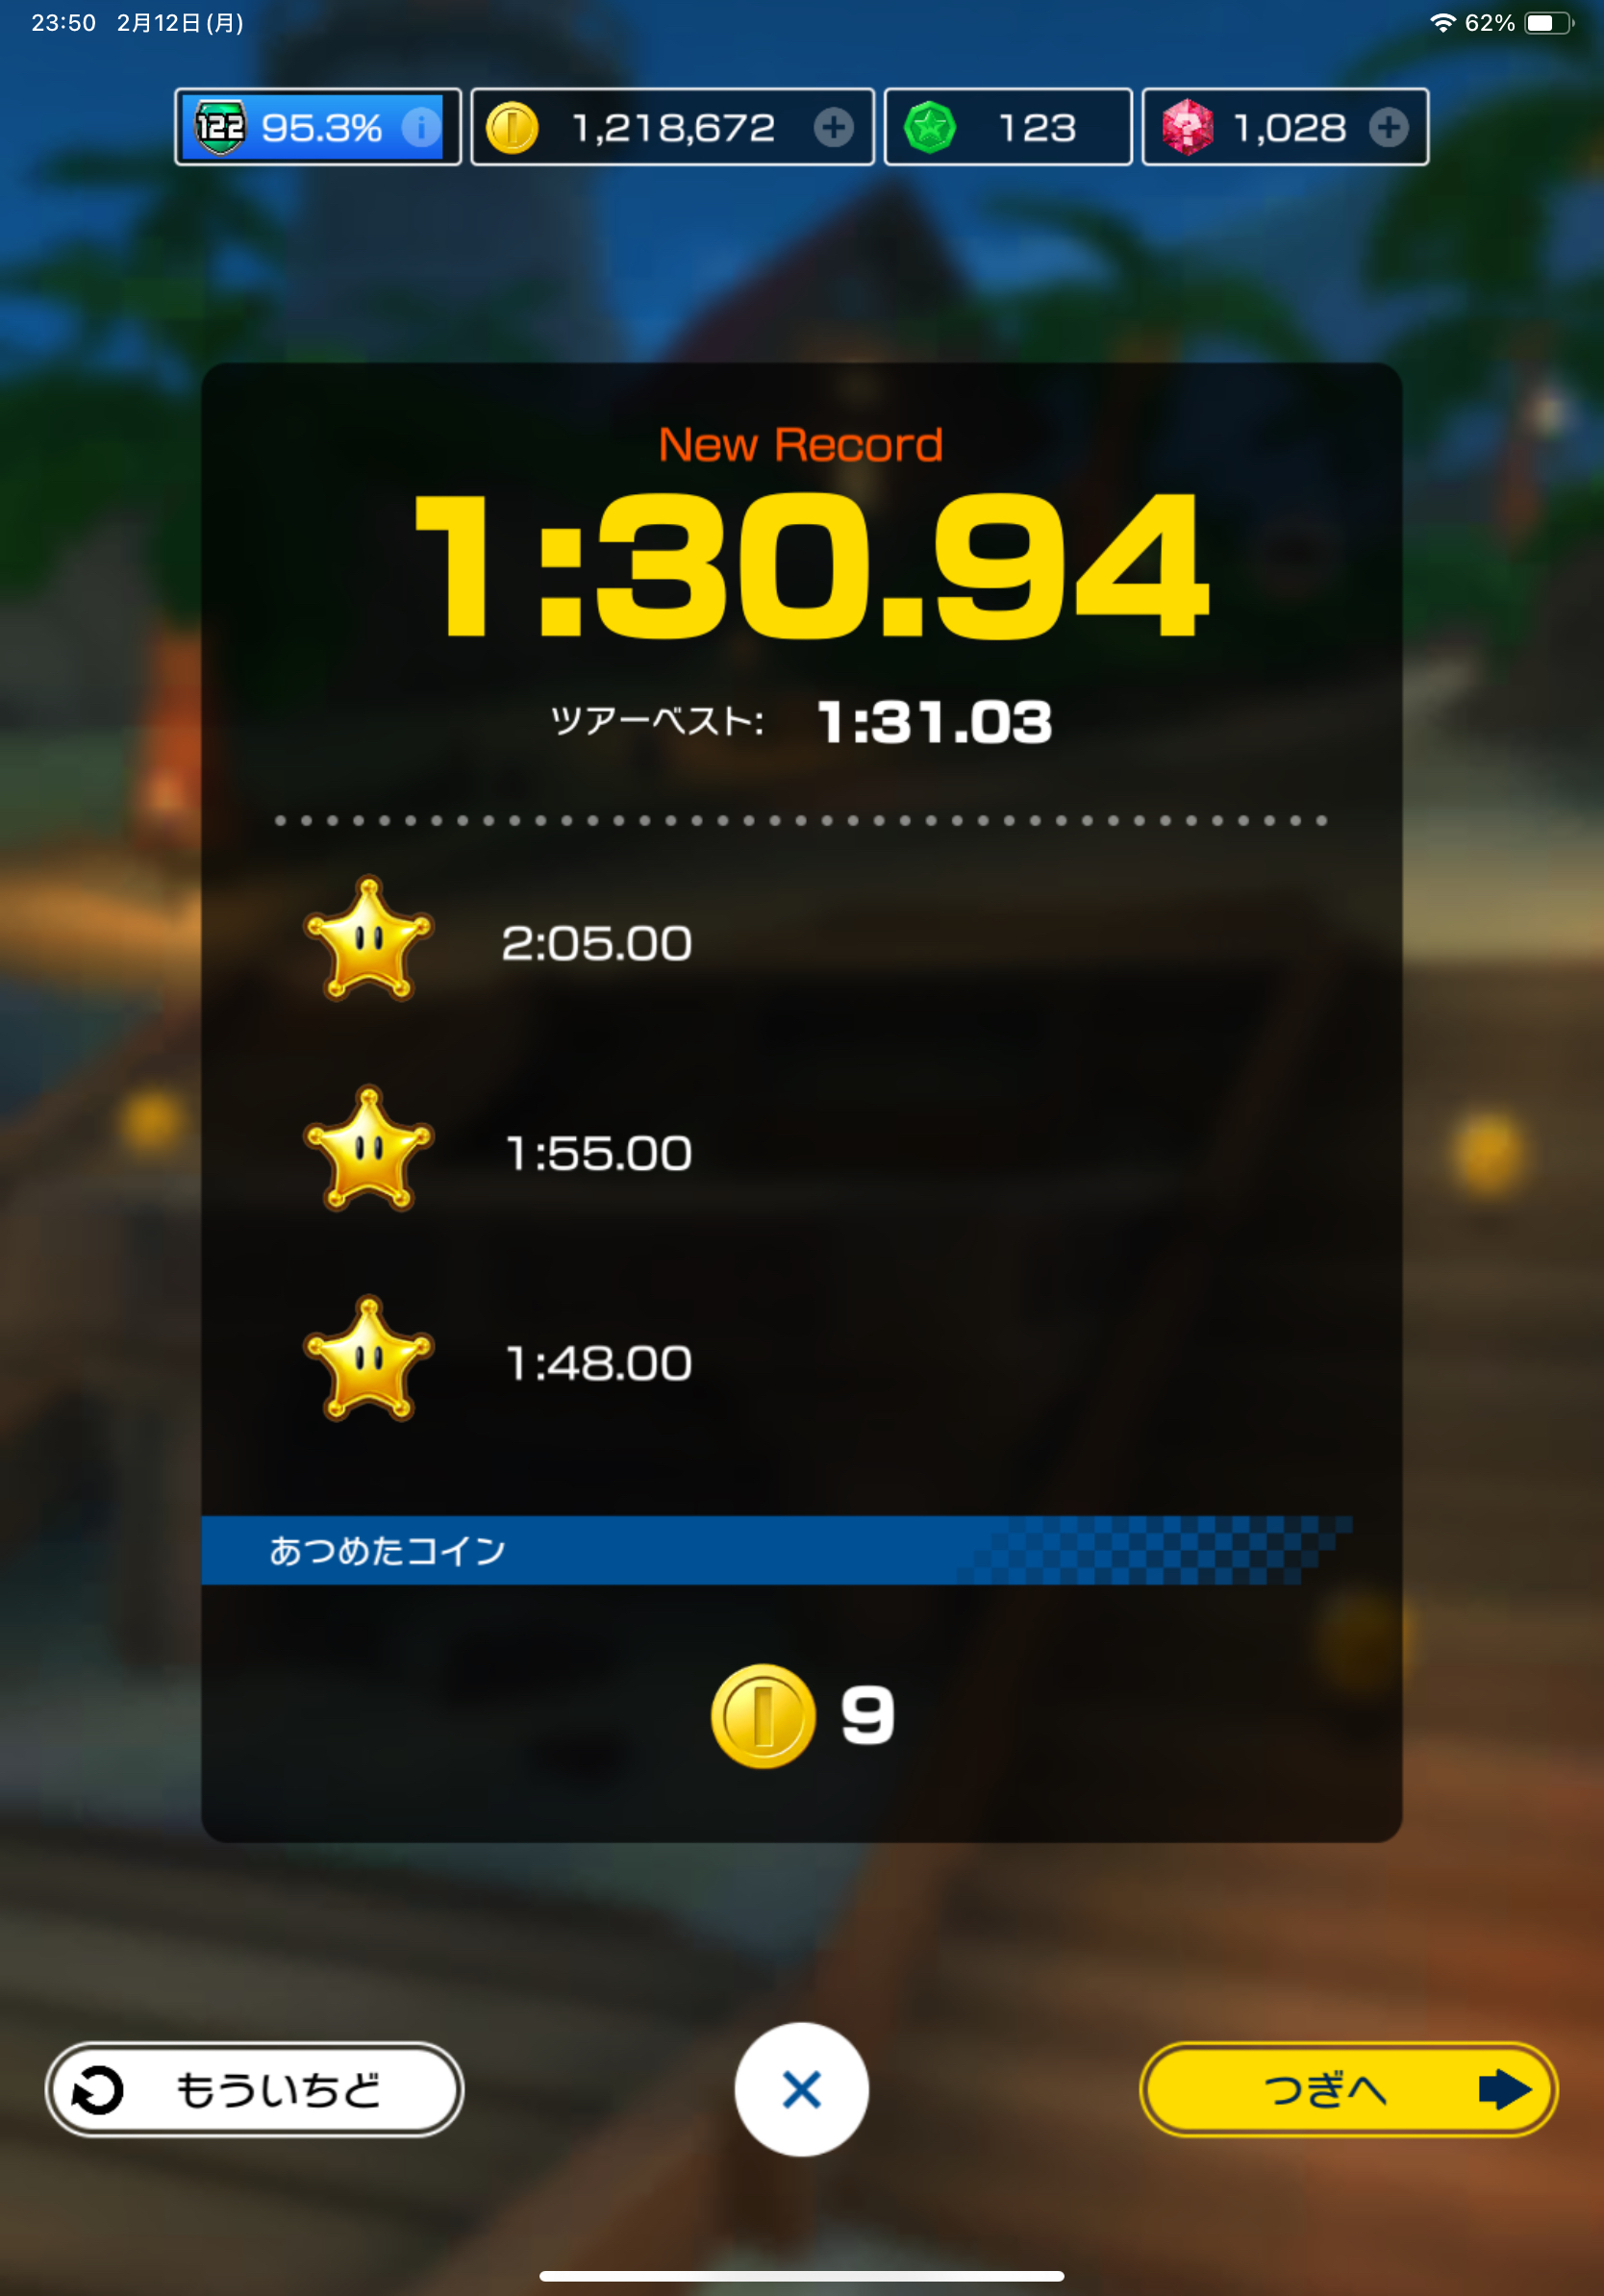 23:50 2月12日(月) 62%
122 95.3% i 1,218,672 + 123 ? 1,028 +
New Record
1:30.94
ツアーベスト: 1:31.03
2:05.00
1:55.00
1:48.00
あつめたコイン
9
もういちど × つぎへ